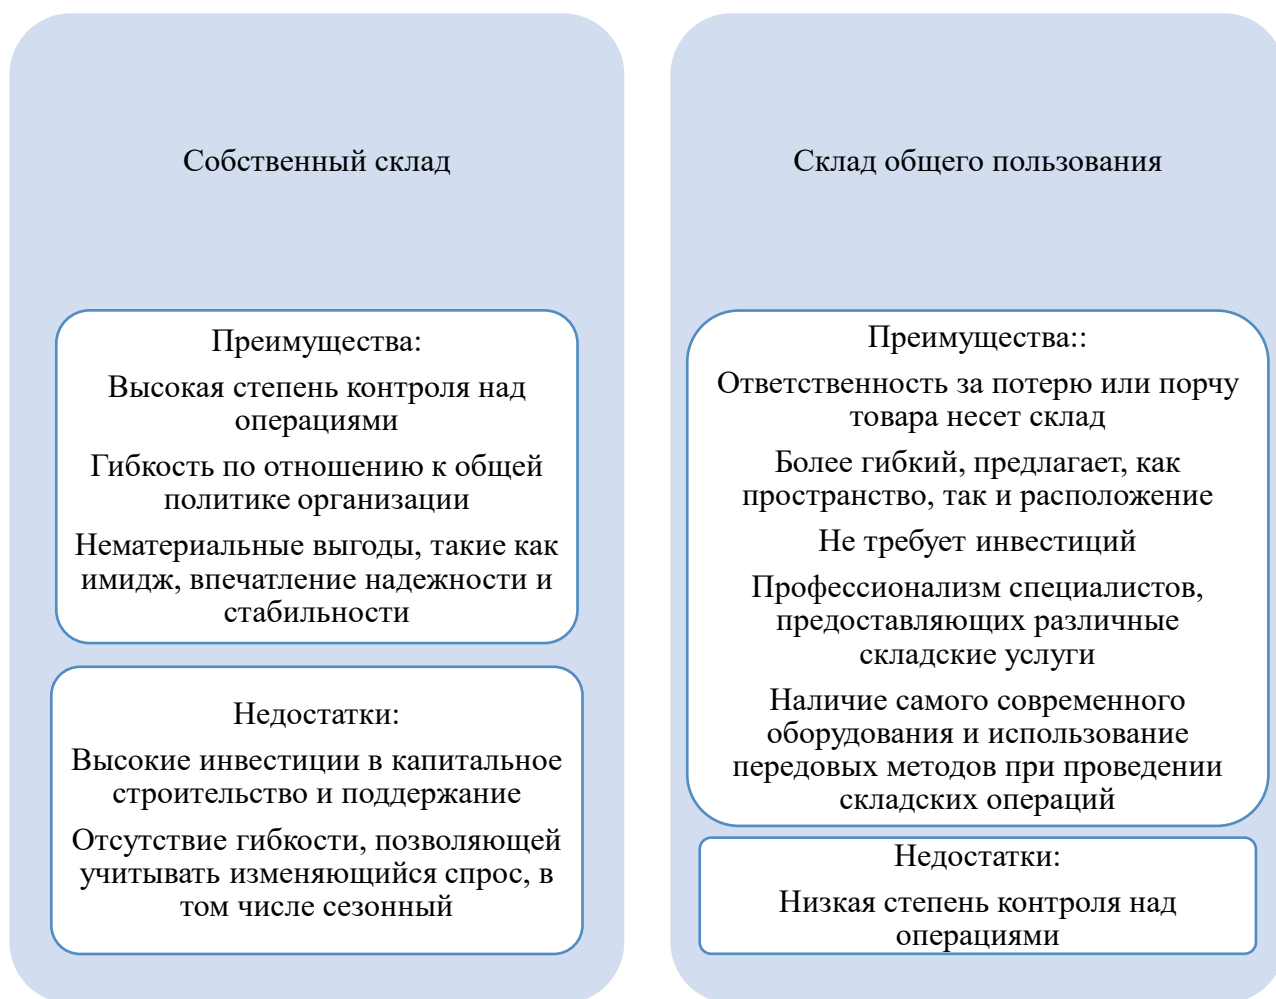 Собственный склад
Преимущества:
Высокая степень контроля над
операциями
Гибкость по отношению к общей
политике организации
Нематериальные выгоды, такие как
имидж, впечатление надежности и
стабильности
Недостатки:
Высокие инвестиции в капитальное
строительство и поддержание
Отсутствие гибкости, позволяющей
учитывать изменяющийся спрос, в
том числе сезонный
Склад общего пользования
Преимущества::
Ответственность за потерю или порчу
товара несет склад
Более гибкий, предлагает, как
пространство, так и расположение
Не требует инвестиций
Профессионализм специалистов,
предоставляющих различные
складские услуги
Наличие самого современного
оборудования и использование
передовых методов при проведении
складских операций
Недостатки:
Низкая степень контроля над
операциями